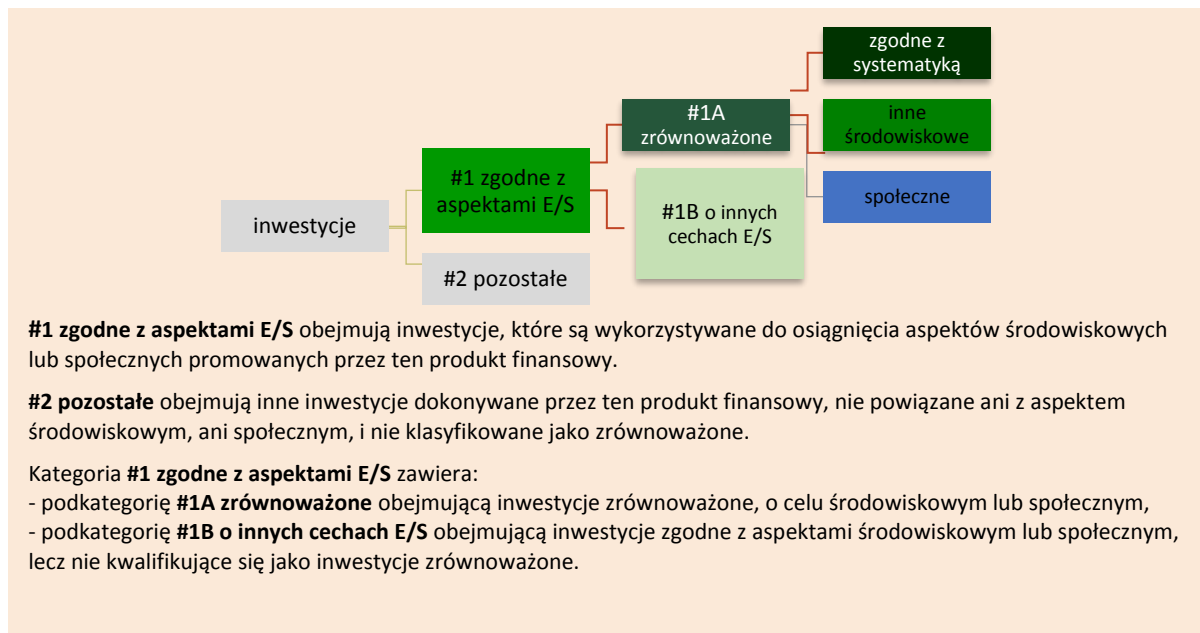 zgodne z
systematyką
#1A
zrównoważone
inne
środowiskowe
#1 zgodne z
aspektami E/S
#1B o innych
cechach E/S
społeczne
inwestycje
#2 pozostałe
#1 zgodne z aspektami E/S obejmują inwestycje, które są wykorzystywane do osiągnięcia aspektów środowiskowych
lub społecznych promowanych przez ten produkt finansowy.
#2 pozostałe obejmują inne inwestycje dokonywane przez ten produkt finansowy, nie powiązane ani z aspektem
środowiskowym, ani społecznym, i nie klasyfikowane jako zrównoważone.
Kategoria #1 zgodne z aspektami E/S zawiera:
- podkategorię #1A zrównoważone obejmującą inwestycje zrównoważone, o celu środowiskowym lub społecznym,
- podkategorię #1B o innych cechach E/S obejmującą inwestycje zgodne z aspektami środowiskowym lub społecznym,
lecz nie kwalifikujące się jako inwestycje zrównoważone.